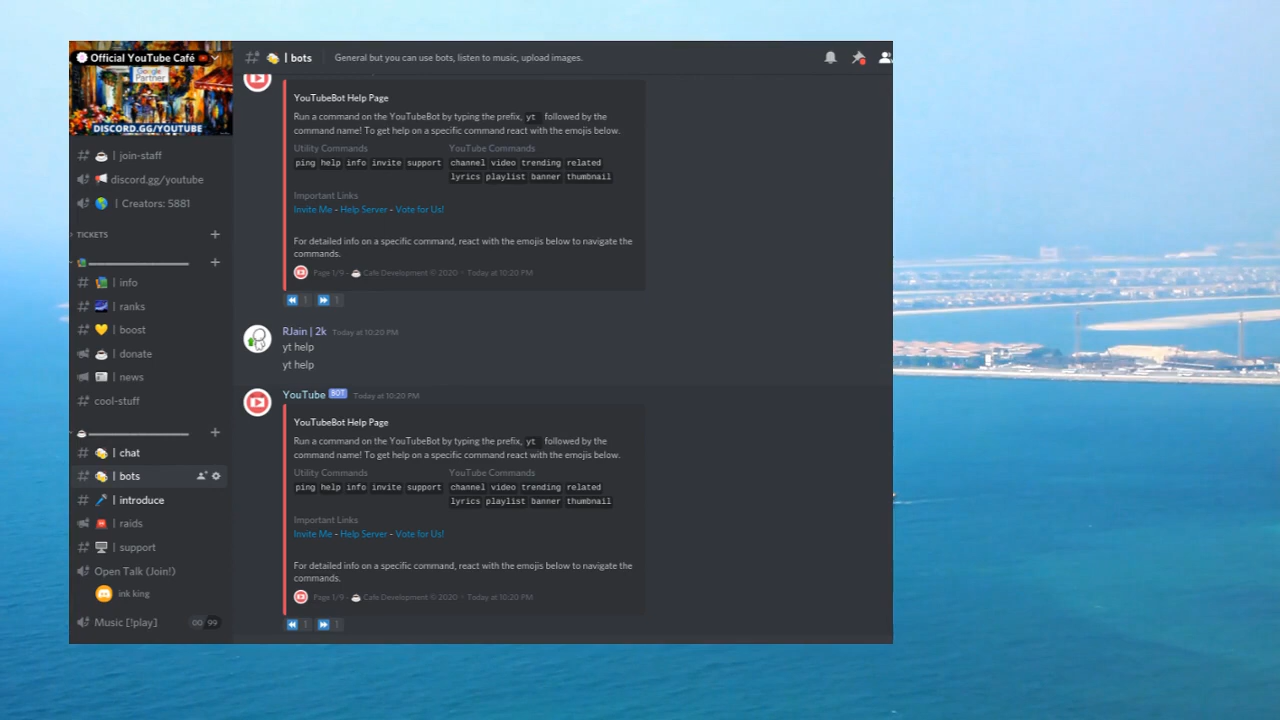 Official YouTube Café
Google
Partner
DISCORD.GG/YOUTUBE
| join-staff
discord.gg/youtube
| Creators: 5881
TICKETS
| info
| ranks
| boost
| donate
| news
cool-stuff
| chat
| bots
| introduce
| raids
| support
Open Talk (Join!)
ink king
Music [!play] 00 99
| bots General but you can use bots, listen to music, upload images.
YouTubeBot Help Page
Run a command on the YouTubeBot by typing the prefix, yt followed by the
command name! To get help on a specific command react with the emojis below.
Utility Commands YouTube Commands
ping help info invite support channel video trending related
lyrics playlist banner thumbnail
Important Links
Invite Me - Help Server - Vote for Us!
For detailed info on a specific command, react with the emojis below to navigate the
commands.
Page 1/9 - ☕ Cafe Development © 2020 • Today at 10:20 PM
1 1
RJain | 2k Today at 10:20 PM
yt help
yt help
YouTube BOT Today at 10:20 PM
YouTubeBot Help Page
Run a command on the YouTubeBot by typing the prefix, yt followed by the
command name! To get help on a specific command react with the emojis below.
Utility Commands YouTube Commands
ping help info invite support channel video trending related
lyrics playlist banner thumbnail
Important Links
Invite Me - Help Server - Vote for Us!
For detailed info on a specific command, react with the emojis below to navigate the
commands.
Page 1/9 - ☕ Cafe Development © 2020 • Today at 10:20 PM
1 1